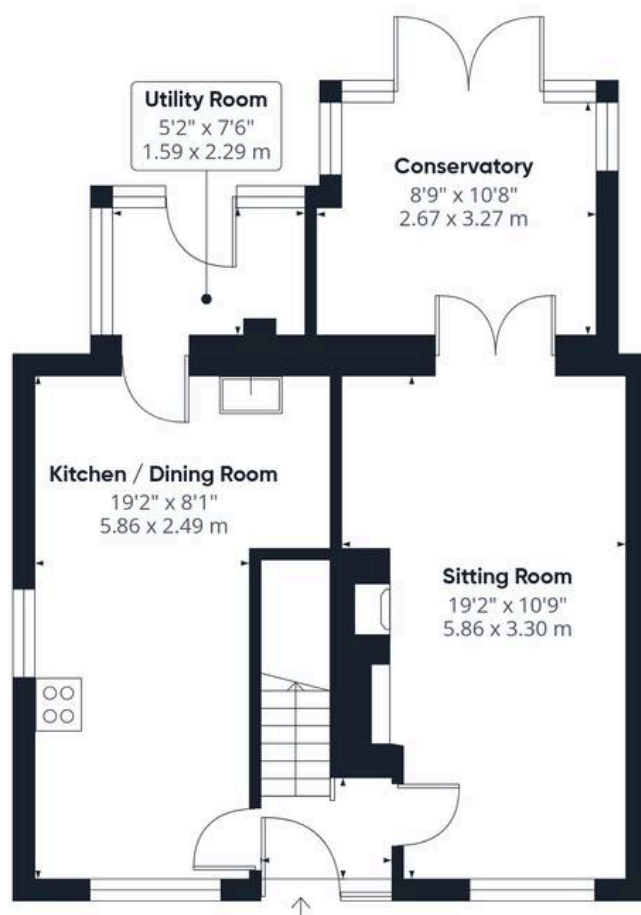 Utility Room
5'2" x 7'6"
1.59 x 2.29 m
Conservatory
8'9" x 10'8"
2.67 x 3.27 m
Kitchen / Dining Room
19'2" x 8'1"
5.86 x 2.49 m
Sitting Room
19'2" x 10'9"
5.86 x 3.30 m